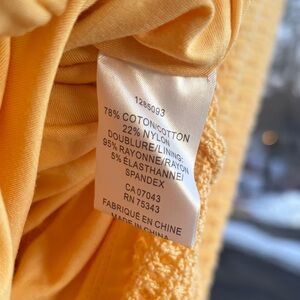 1285093
78% COTON/COTTON
22% NYLON
DOUBLURE/LINING:
95% RAYONNE/RAYON
5% ELASTHANNE/
SPANDEX
CA 07043
RN 75343
FABRIQUÉ EN CHINE
MADE IN CHINA